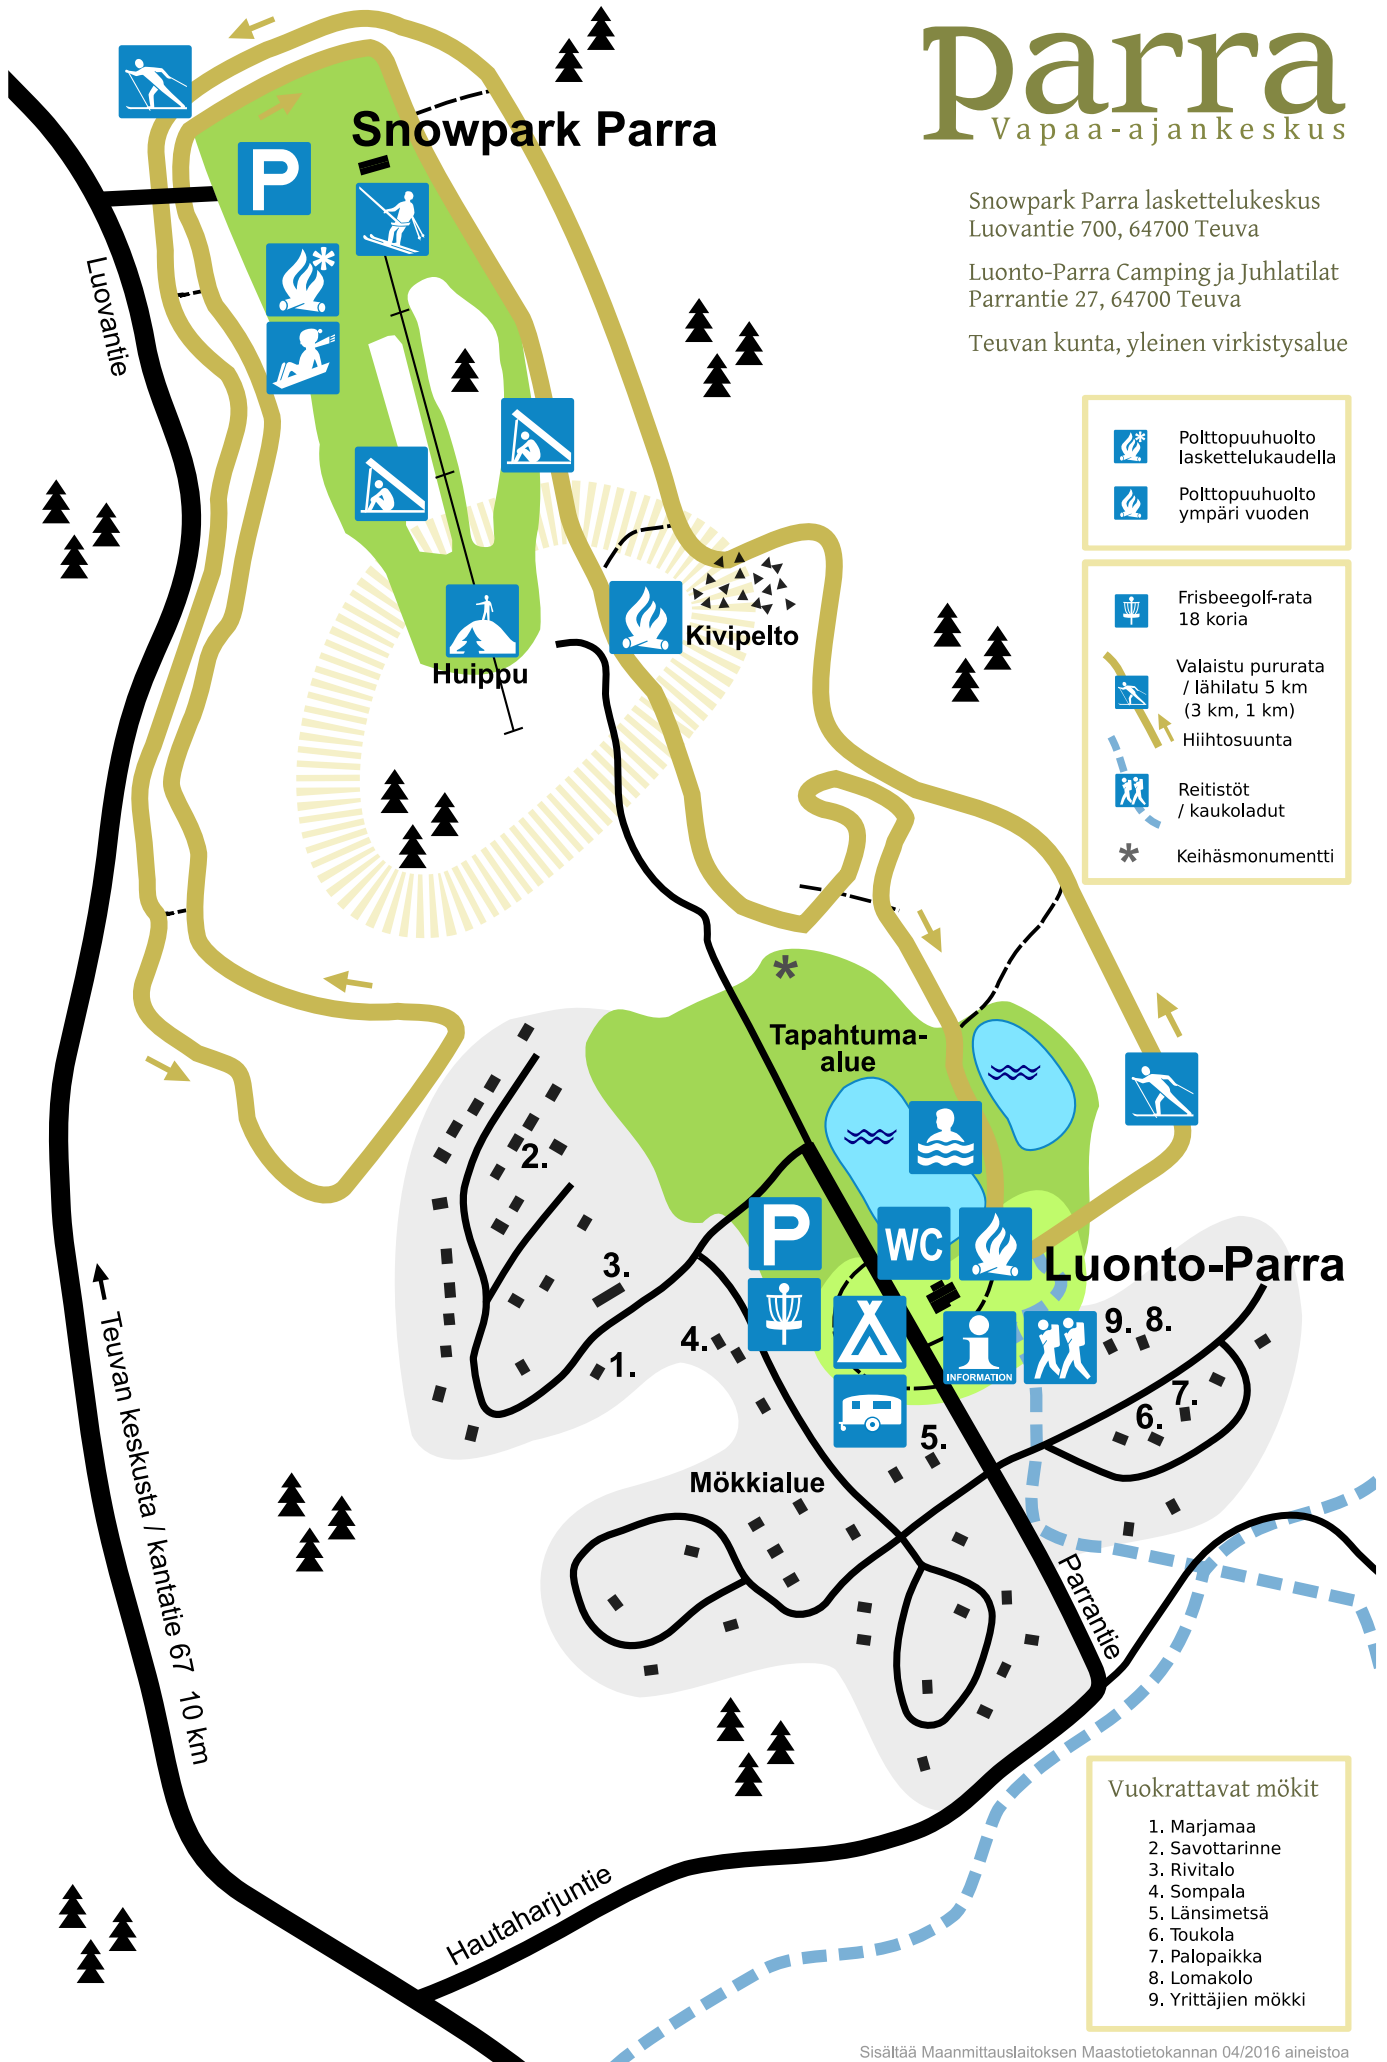 parra
Vapaa-ajankeskus
Snowpark Parra laskettelukeskus
Luovantie 700, 64700 Teuva
Luonto-Parra Camping ja Juhlatilat
Parrantie 27, 64700 Teuva
Teuvan kunta, yleinen virkistysalue
Snowpark Parra
P
Luovantie
Polttopuuhuolto
laskettelukaudella
Polttopuuhuolto
ympäri vuoden
Frisbeegolf-rata
18 koria
Valaistu pururata
/ lähilatu 5 km
(3 km, 1 km)
Hiihtosuunta
Reitistöt
/ kaukoladut
* Keihäsmonumentti
Kivipelto
Huippu
*
Tapahtuma-
alue
2.
P
WC
Luonto-Parra
3.
4.
1.
INFORMATION
9. 8.
7.
6.
5.
Mökkialue
Teuvan keskusta / kantatie 67 10 km
Parrantie
Hautaharjuntie
Vuokrattavat mökit
1. Marjamaa
2. Savottarinne
3. Rivitalo
4. Sompala
5. Länsimetsä
6. Toukola
7. Palopaikka
8. Lomakolo
9. Yrittäjien mökki
Sisältää Maanmittauslaitoksen Maastotietokannan 04/2016 aineistoa